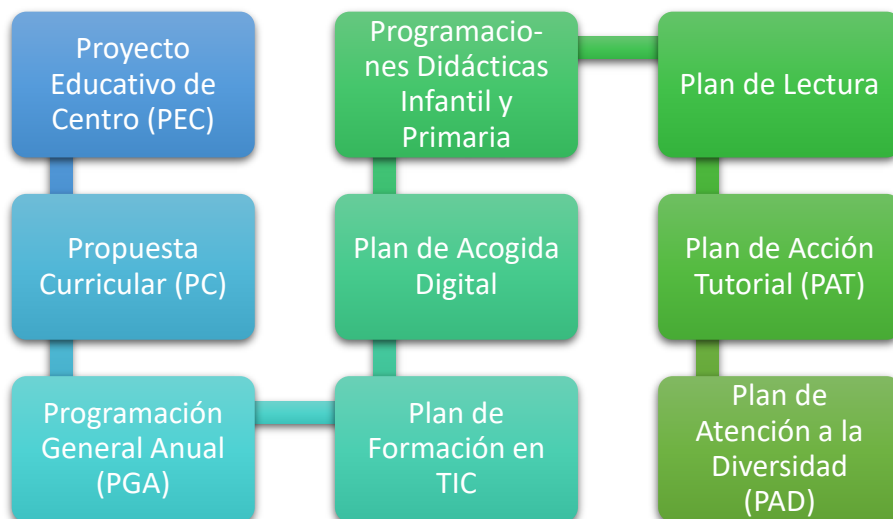 Proyecto
Educativo de
Centro (PEC)
Propuesta
Curricular (PC)
Programación
General Anual
(PGA)
Plan de
Formación en
TIC
Plan de Acogida
Digital
Programacio-
nes Didácticas
Infantil y
Primaria
Plan de Lectura
Plan de Acción
Tutorial (PAT)
Plan de
Atención a la
Diversidad
(PAD)